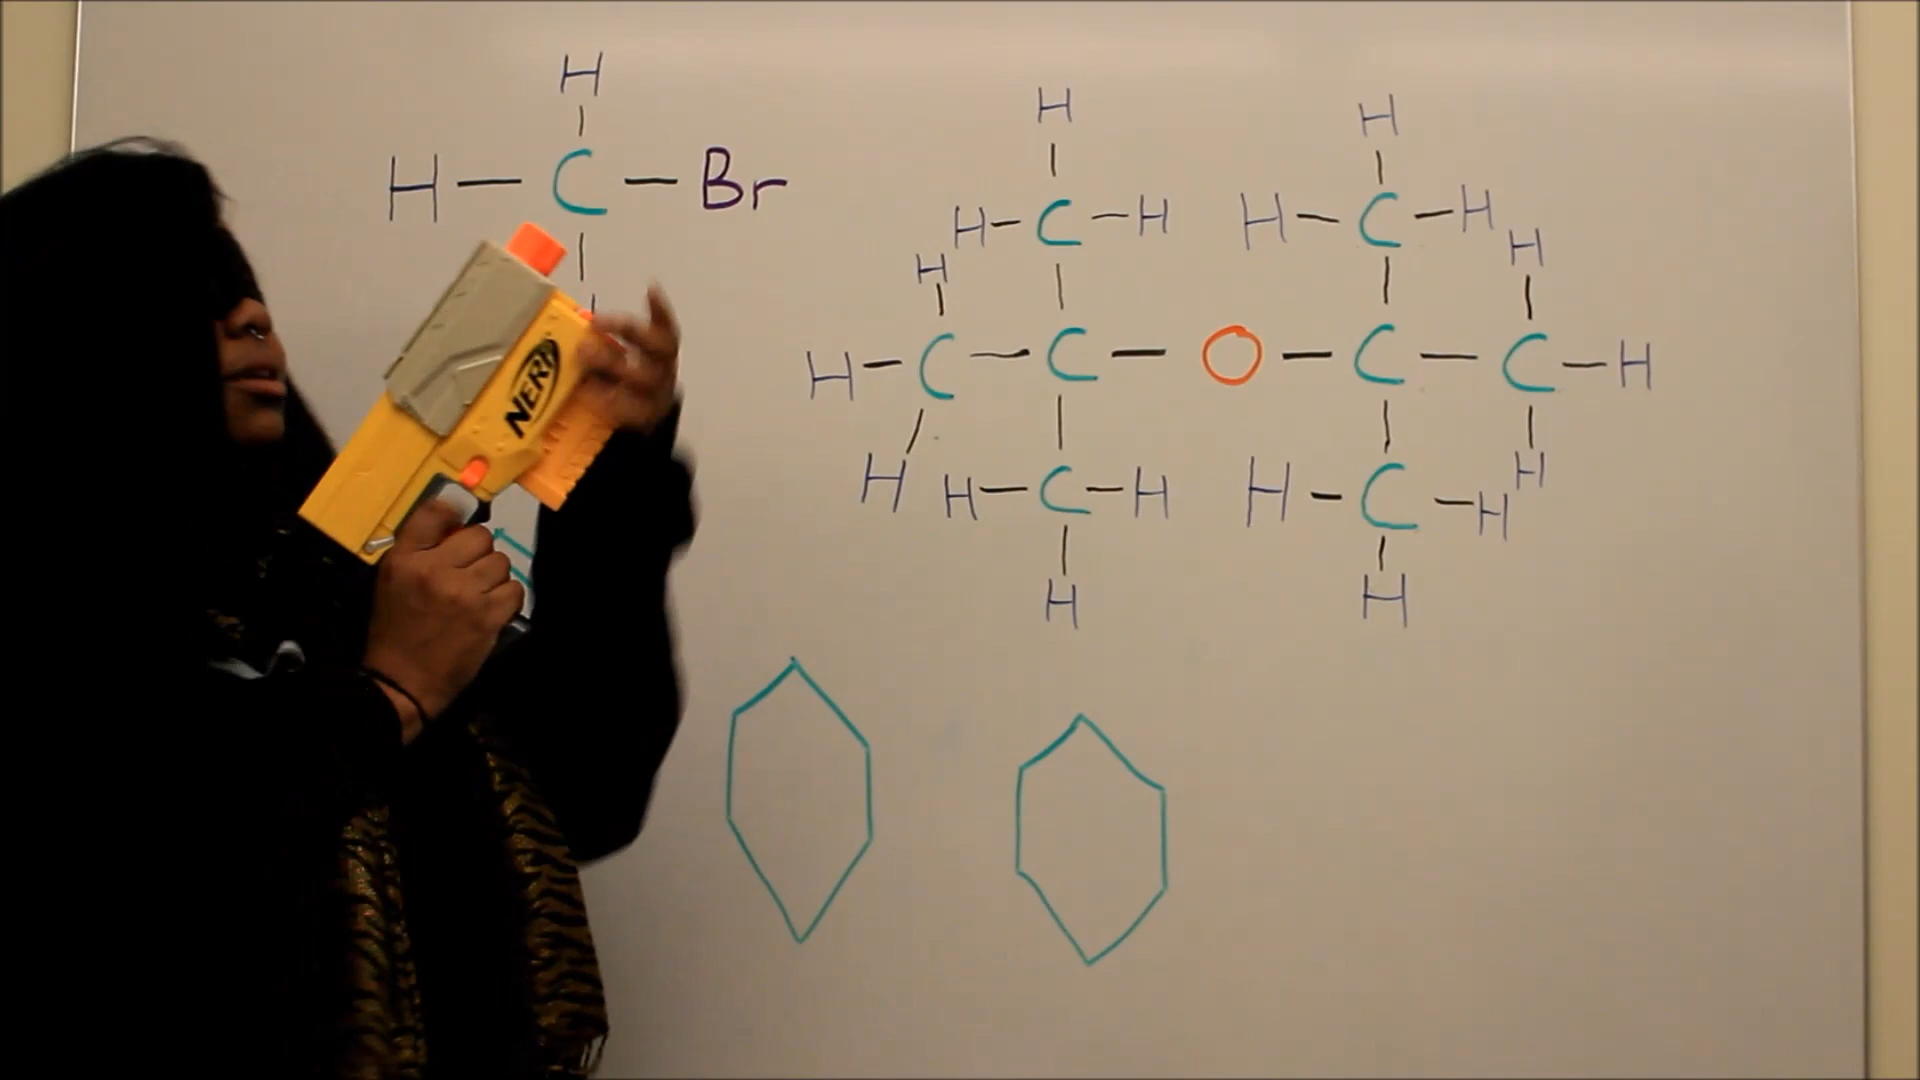 H
H — C — Br
H
H
H — C — H
H — C — H
H
H
H — C — C — O — C — C — H
H
H — C — H
H — C — H
H
H
H
NERF